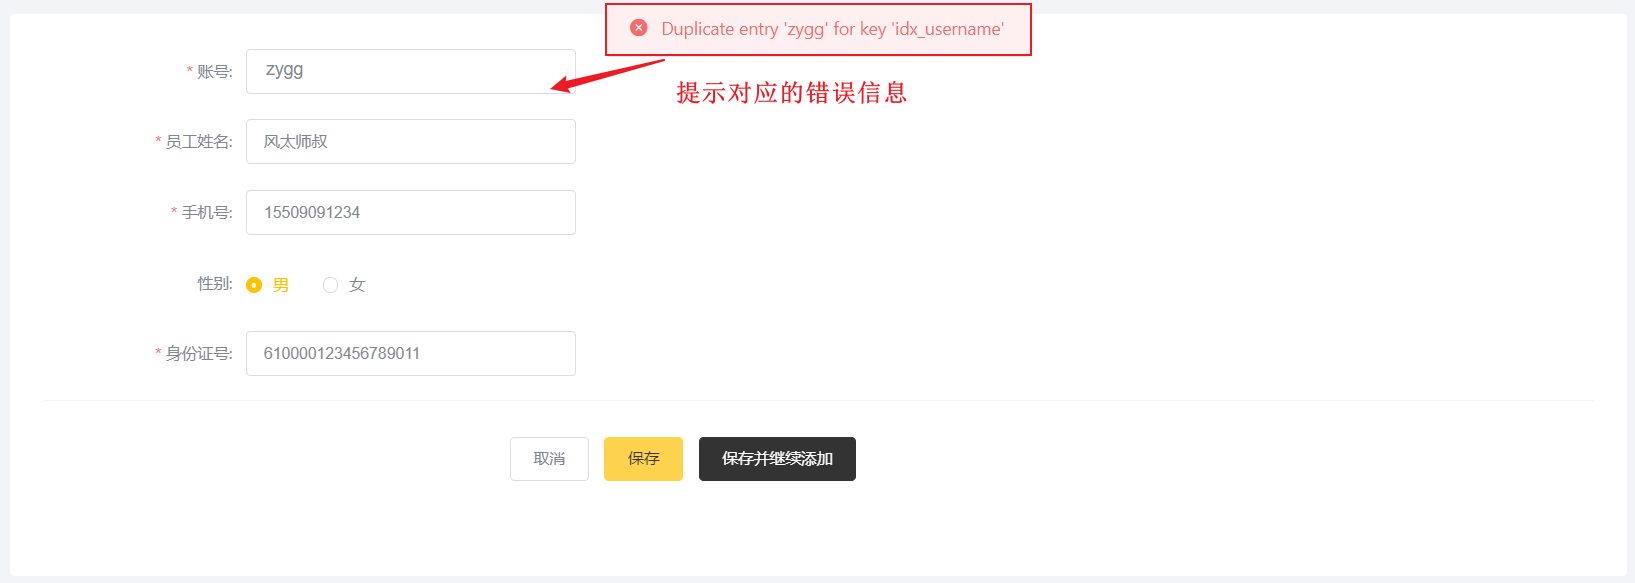 Duplicate entry 'zygg' for key 'idx_username'
* 账号: zygg
提示对应的错误信息
* 员工姓名: 风太师叔
* 手机号: 15509091234
性别: 男 女
* 身份证号: 610000123456789011
取消 保存 保存并继续添加